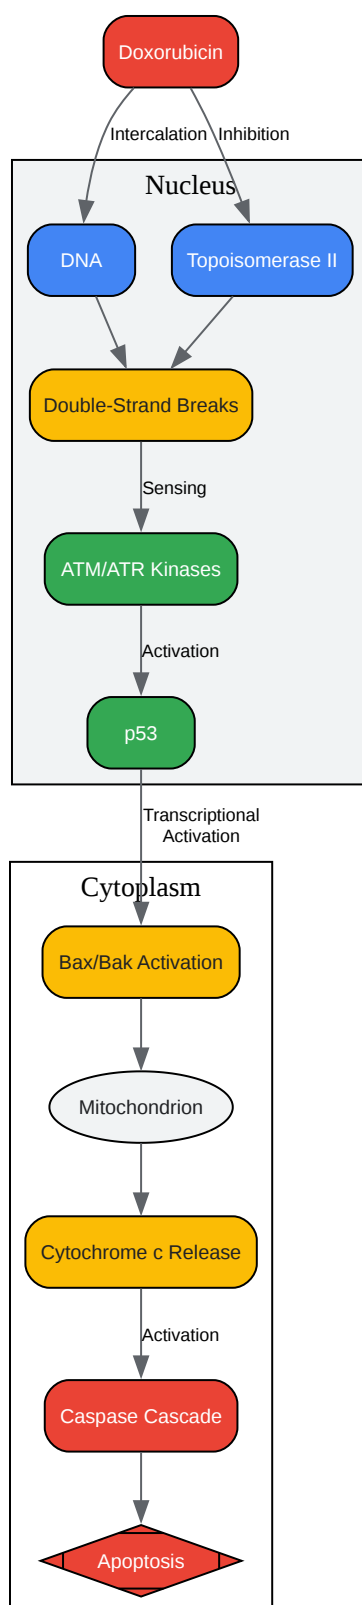 Doxorubicin
Intercalation
Inhibition
Nucleus
DNA
Topoisomerase II
Double-Strand Breaks
Sensing
ATM/ATR Kinases
Activation
p53
Transcriptional
Activation
Cytoplasm
Bax/Bak Activation
Mitochondrion
Cytochrome c Release
Activation
Caspase Cascade
Apoptosis